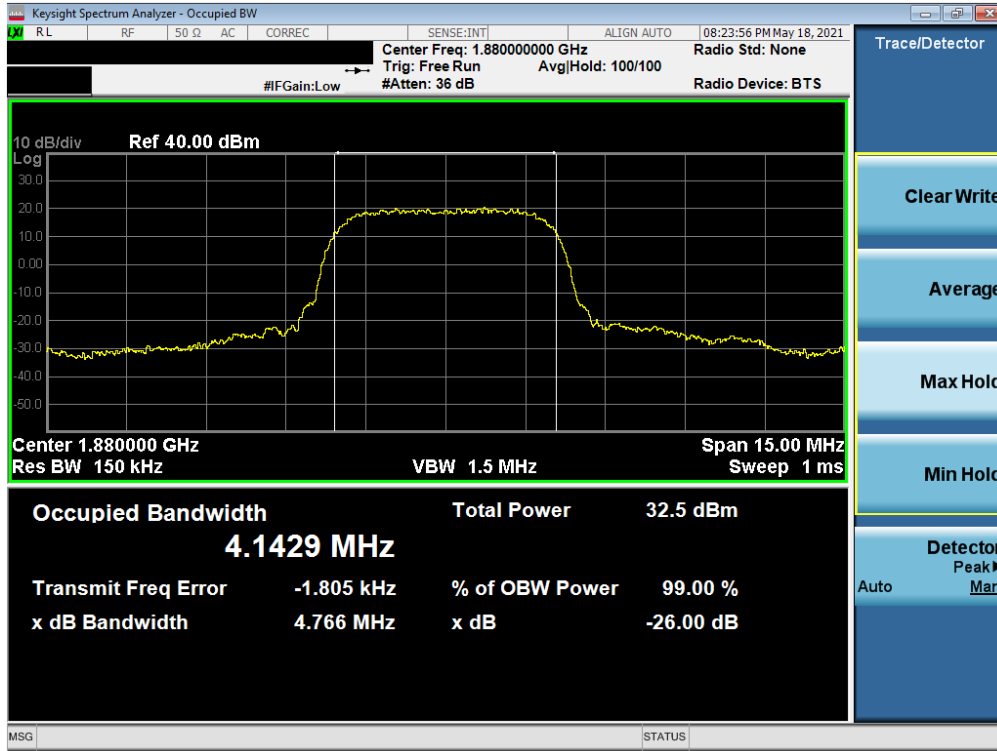 Keysight Spectrum Analyzer - Occupied BW
LXI RL RF 50 Ω AC CORREC SENSE:INT ALIGN AUTO 08:23:56 PM May 18, 2021
Center Freq: 1.880000000 GHz Radio Std: None
Trig: Free Run Avg|Hold: 100/100
#IFGain:Low #Atten: 36 dB Radio Device: BTS
Trace/Detector
10 dB/div Ref 40.00 dBm
Log
30.0
20.0
10.0
0.00
-10.0
-20.0
-30.0
-40.0
-50.0
Center 1.880000 GHz Span 15.00 MHz
Res BW 150 kHz VBW 1.5 MHz Sweep 1 ms
Occupied Bandwidth Total Power 32.5 dBm
4.1429 MHz
Transmit Freq Error -1.805 kHz % of OBW Power 99.00 %
x dB Bandwidth 4.766 MHz x dB -26.00 dB
Clear Write
Average
Max Hold
Min Hold
Detector
Peak
Auto Man
MSG STATUS